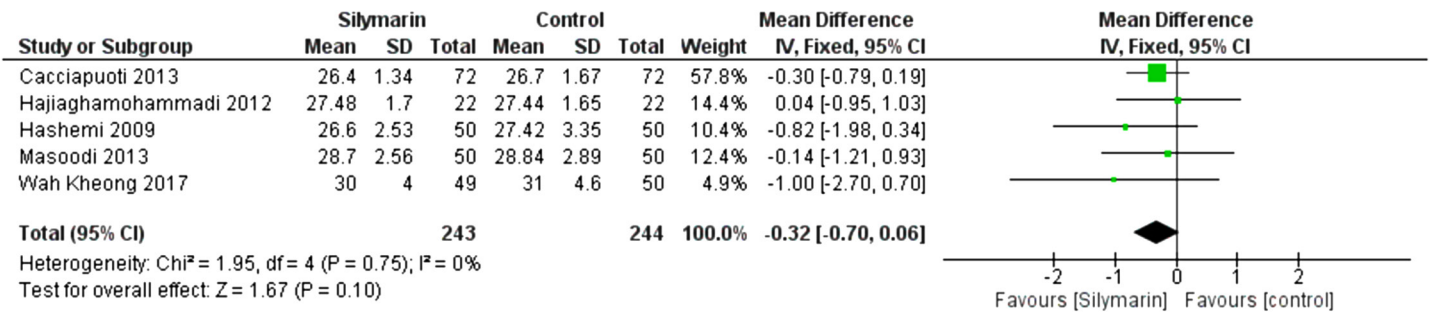 Silymarin Control Mean Difference Mean Difference
Study or Subgroup Mean SD Total Mean SD Total Weight IV, Fixed, 95% CI IV, Fixed, 95% CI
Cacciapuoti 2013 26.4 1.34 72 26.7 1.67 72 57.8% -0.30 [-0.79, 0.19]
Hajiaghamohammadi 2012 27.48 1.7 22 27.44 1.65 22 14.4% 0.04 [-0.95, 1.03]
Hashemi 2009 26.6 2.53 50 27.42 3.35 50 10.4% -0.82 [-1.98, 0.34]
Masoodi 2013 28.7 2.56 50 28.84 2.89 50 12.4% -0.14 [-1.21, 0.93]
Wah Kheong 2017 30 4 49 31 4.6 50 4.9% -1.00 [-2.70, 0.70]
Total (95% CI) 243 244 100.0% -0.32 [-0.70, 0.06]
Heterogeneity: Chi² = 1.95, df = 4 (P = 0.75); I² = 0%
Test for overall effect: Z = 1.67 (P = 0.10)
-2 -1 0 1 2
Favours [Silymarin] Favours [control]